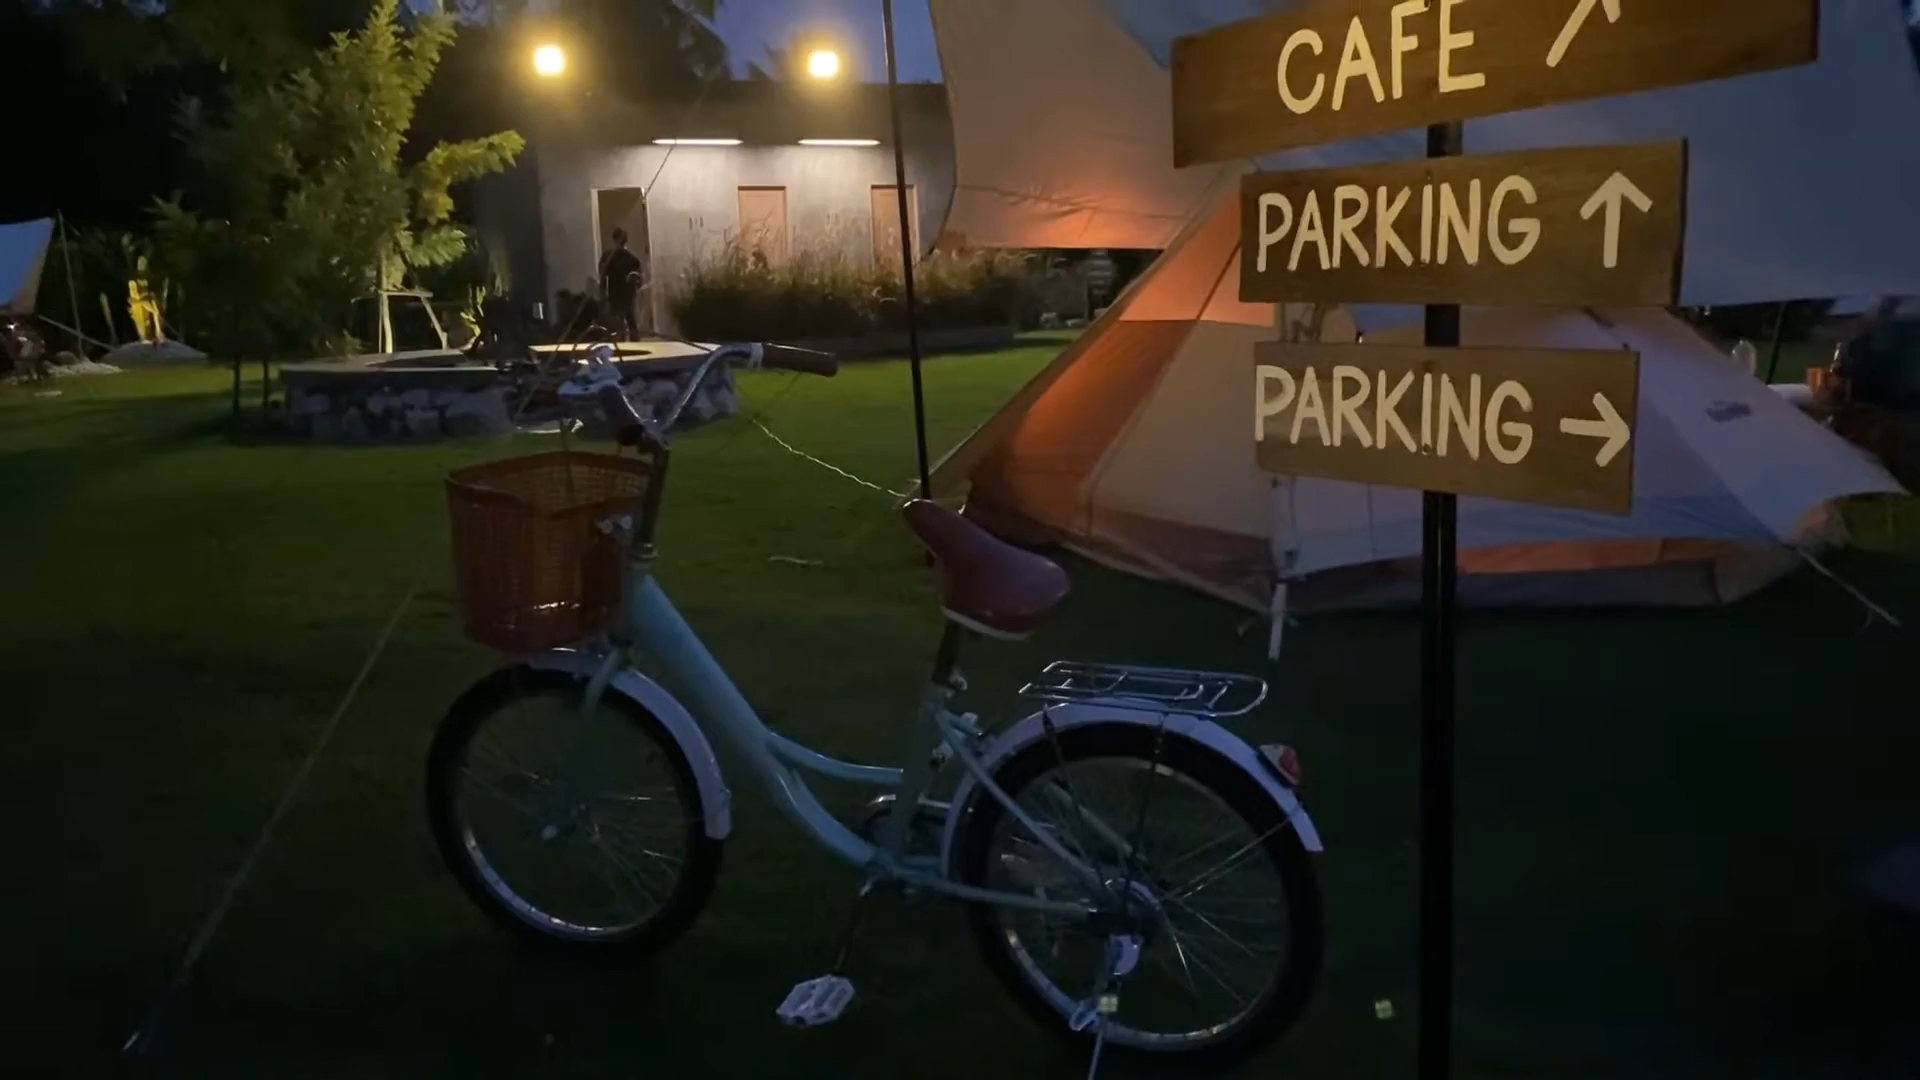 CAFE ↗
PARKING ↑
PARKING →